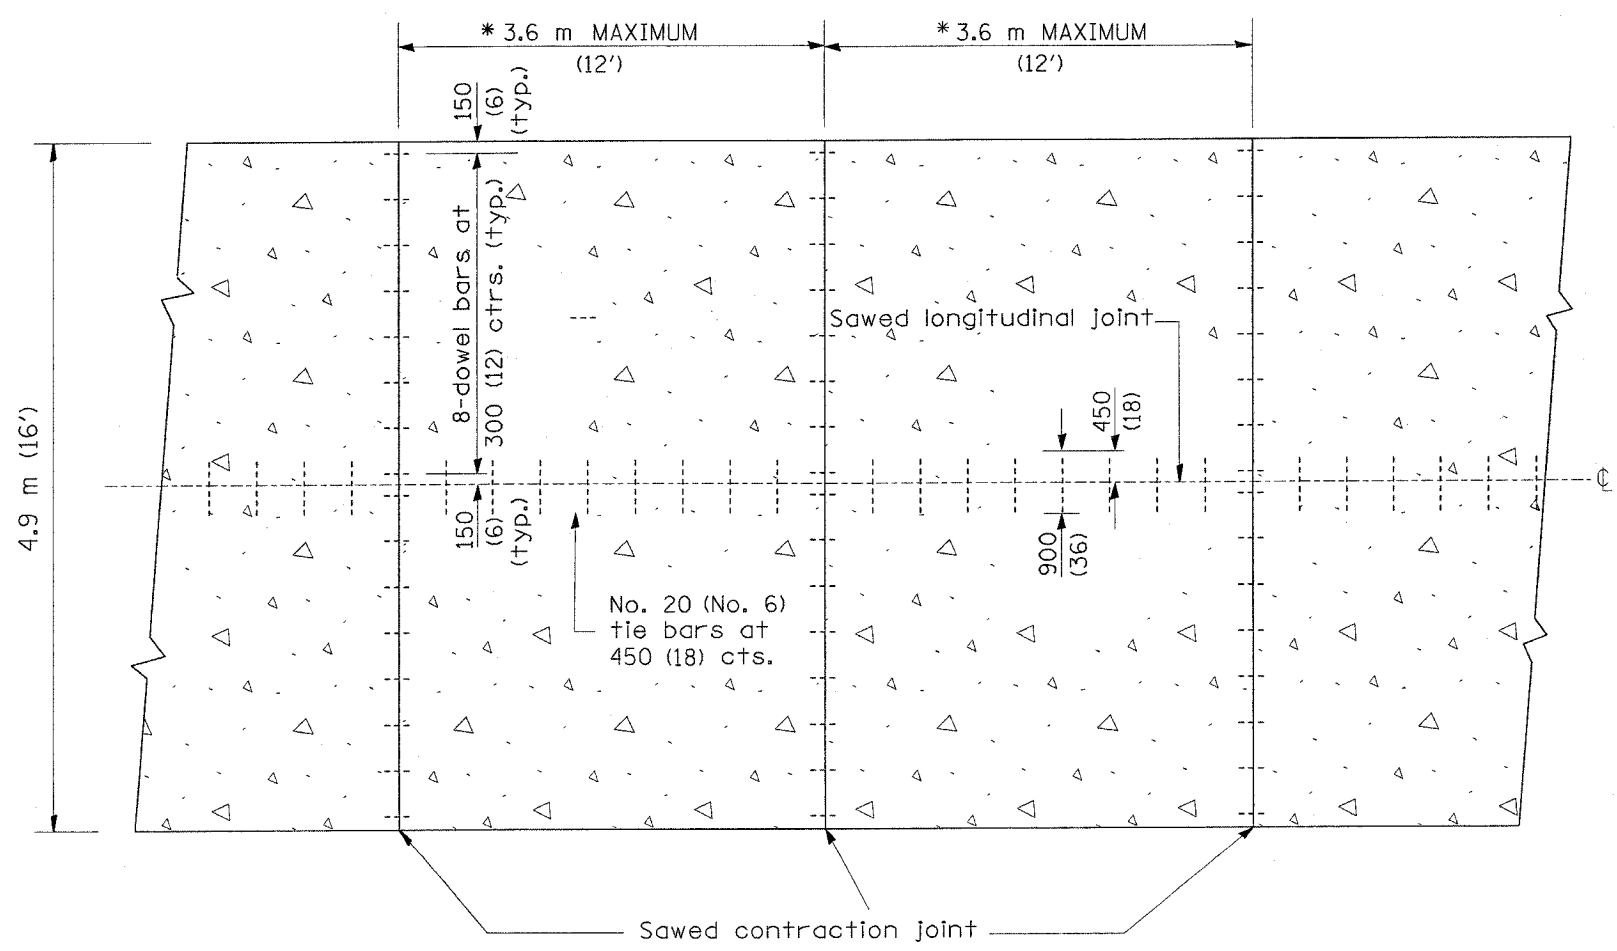 * 3.6 m MAXIMUM
(12')
* 3.6 m MAXIMUM
(12')
150
(6)
(typ.)
8-dowel bars at
300 (12) ctrs. (typ.)
150
(6)
(typ.)
4.9 m (16')
Sawed longitudinal joint
450
(18)
900
(36)
℄
No. 20 (No. 6)
tie bars at
450 (18) cts.
Sawed contraction joint